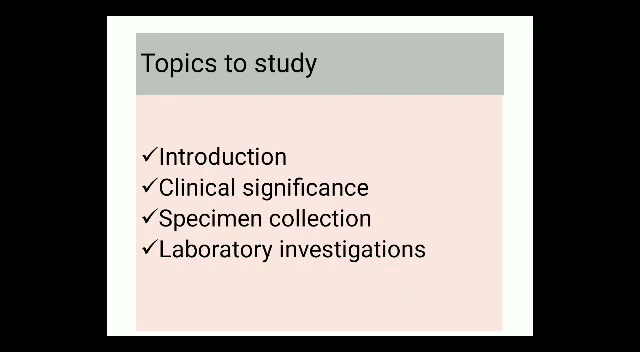 Topics to study
✓Introduction
✓Clinical significance
✓Specimen collection
✓Laboratory investigations